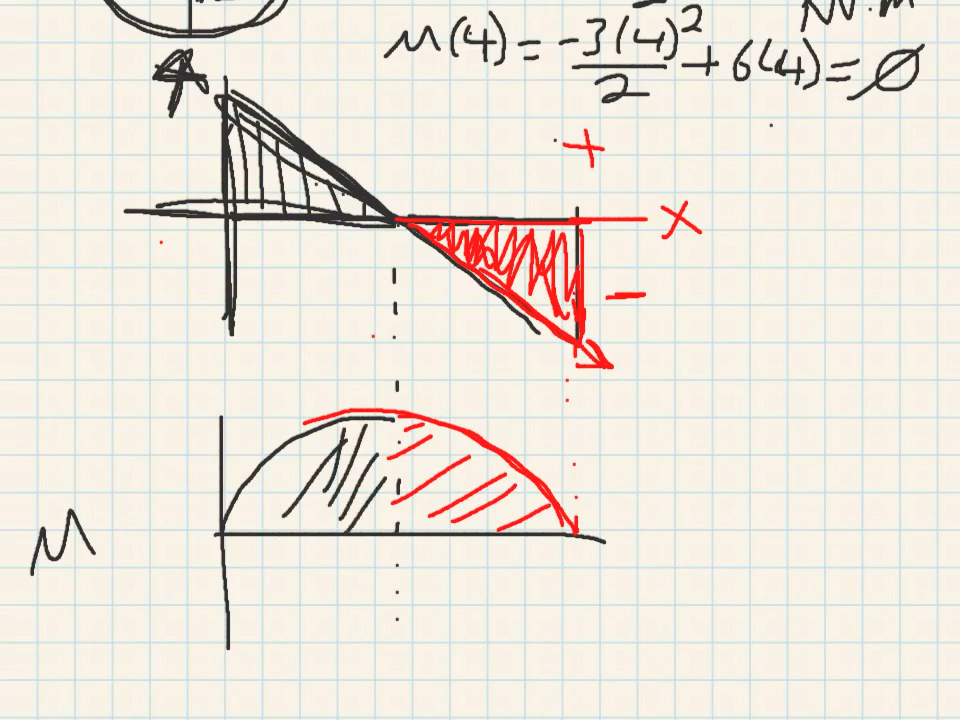 M(4) = -3(4)²/2 + 6(4) = Ø
+
X
-
M